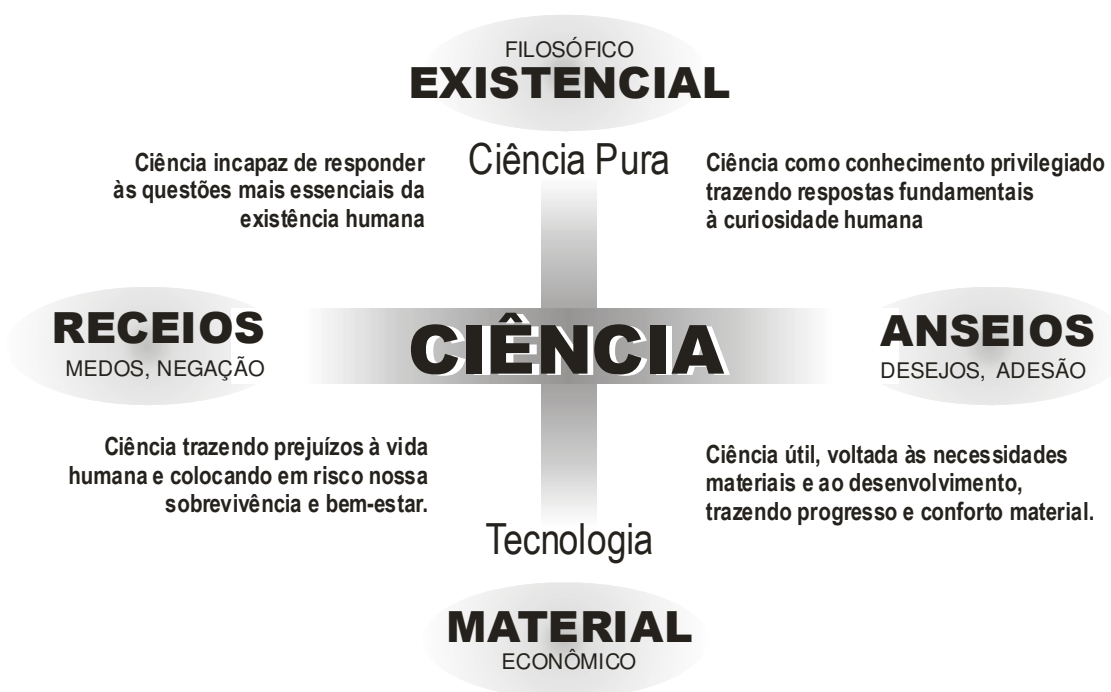 FILOSÓFICO
EXISTENCIAL
Ciência Pura
Ciência incapaz de responder
às questões mais essenciais da
existência humana
Ciência como conhecimento privilegiado
trazendo respostas fundamentais
à curiosidade humana
RECEIOS
MEDOS, NEGAÇÃO
CIÊNCIA
ANSEIOS
DESEJOS, ADESÃO
Ciência trazendo prejuízos à vida
humana e colocando em risco nossa
sobrevivência e bem-estar.
Ciência útil, voltada às necessidades
materiais e ao desenvolvimento,
trazendo progresso e conforto material.
Tecnologia
MATERIAL
ECONÔMICO